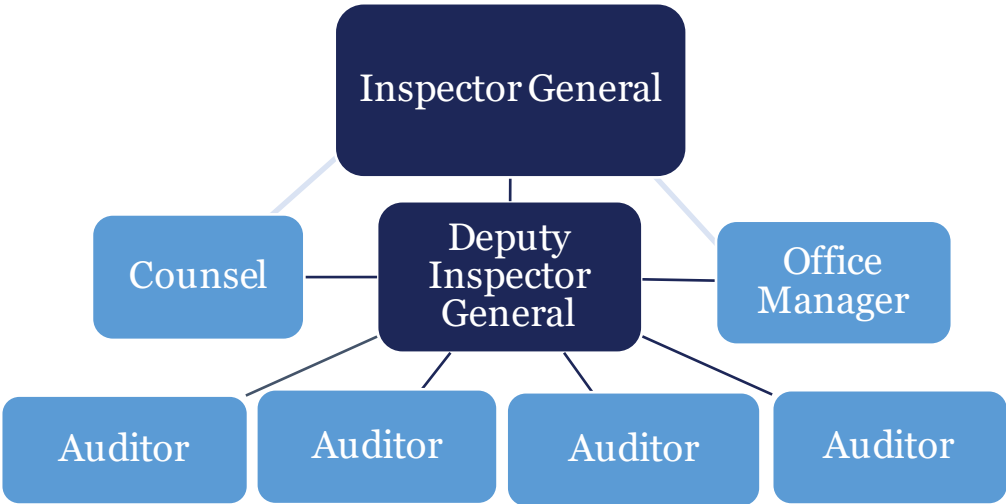 Inspector General
Counsel
Deputy
Inspector
General
Office
Manager
Auditor
Auditor
Auditor
Auditor